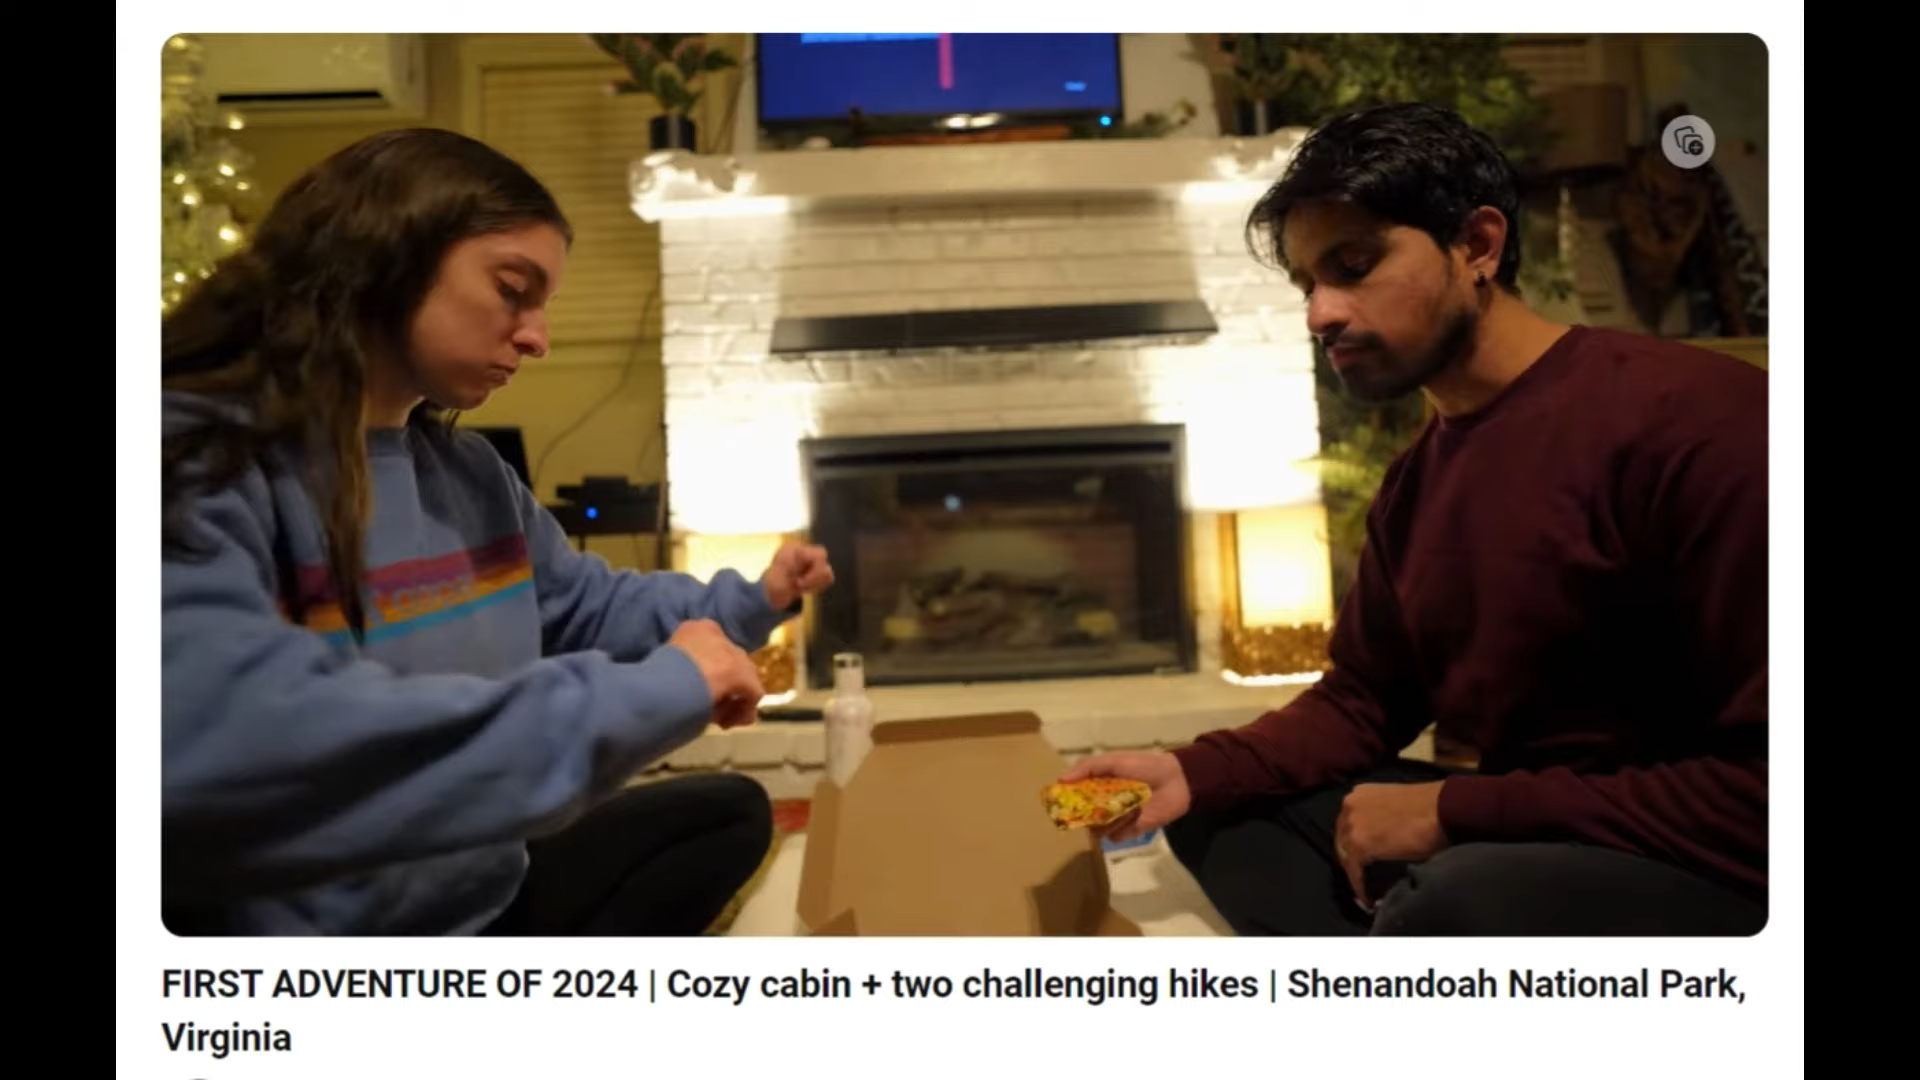 FIRST ADVENTURE OF 2024 | Cozy cabin + two challenging hikes | Shenandoah National Park,
Virginia